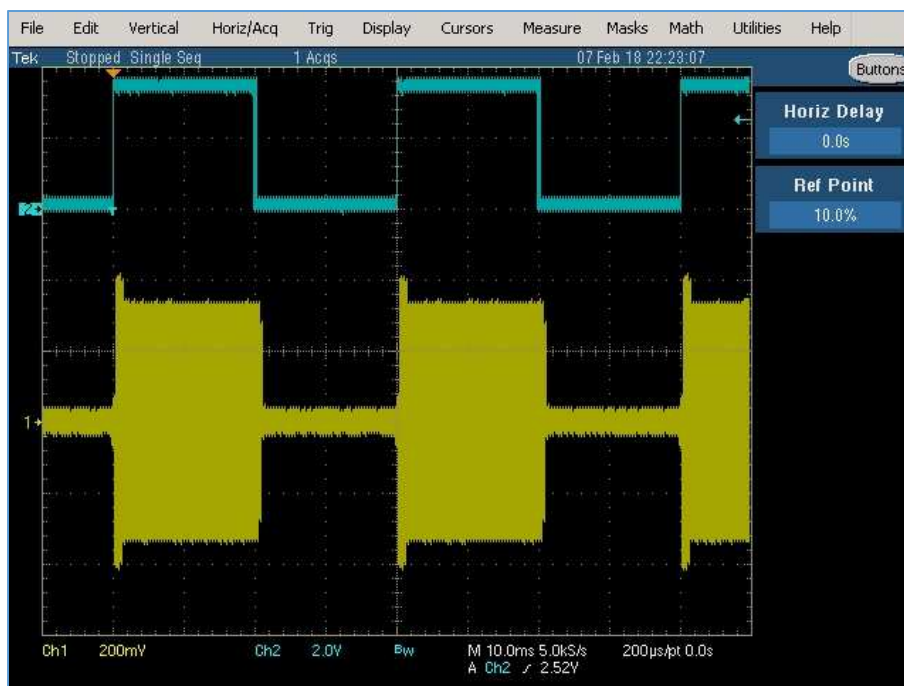 File Edit Vertical Horiz/Acq Trig Display Cursors Measure Masks Math Utilities Help
Tek Stopped Single Seq 1 Acqs 07 Feb 18 22:23:07
Buttons
Horiz Delay
0.0s
Ref Point
10.0%
2
1
Ch1 200mV Ch2 2.0V Bw M 10.0ms 5.0kS/s 200µs/pt 0.0s
A Ch2 2.52V